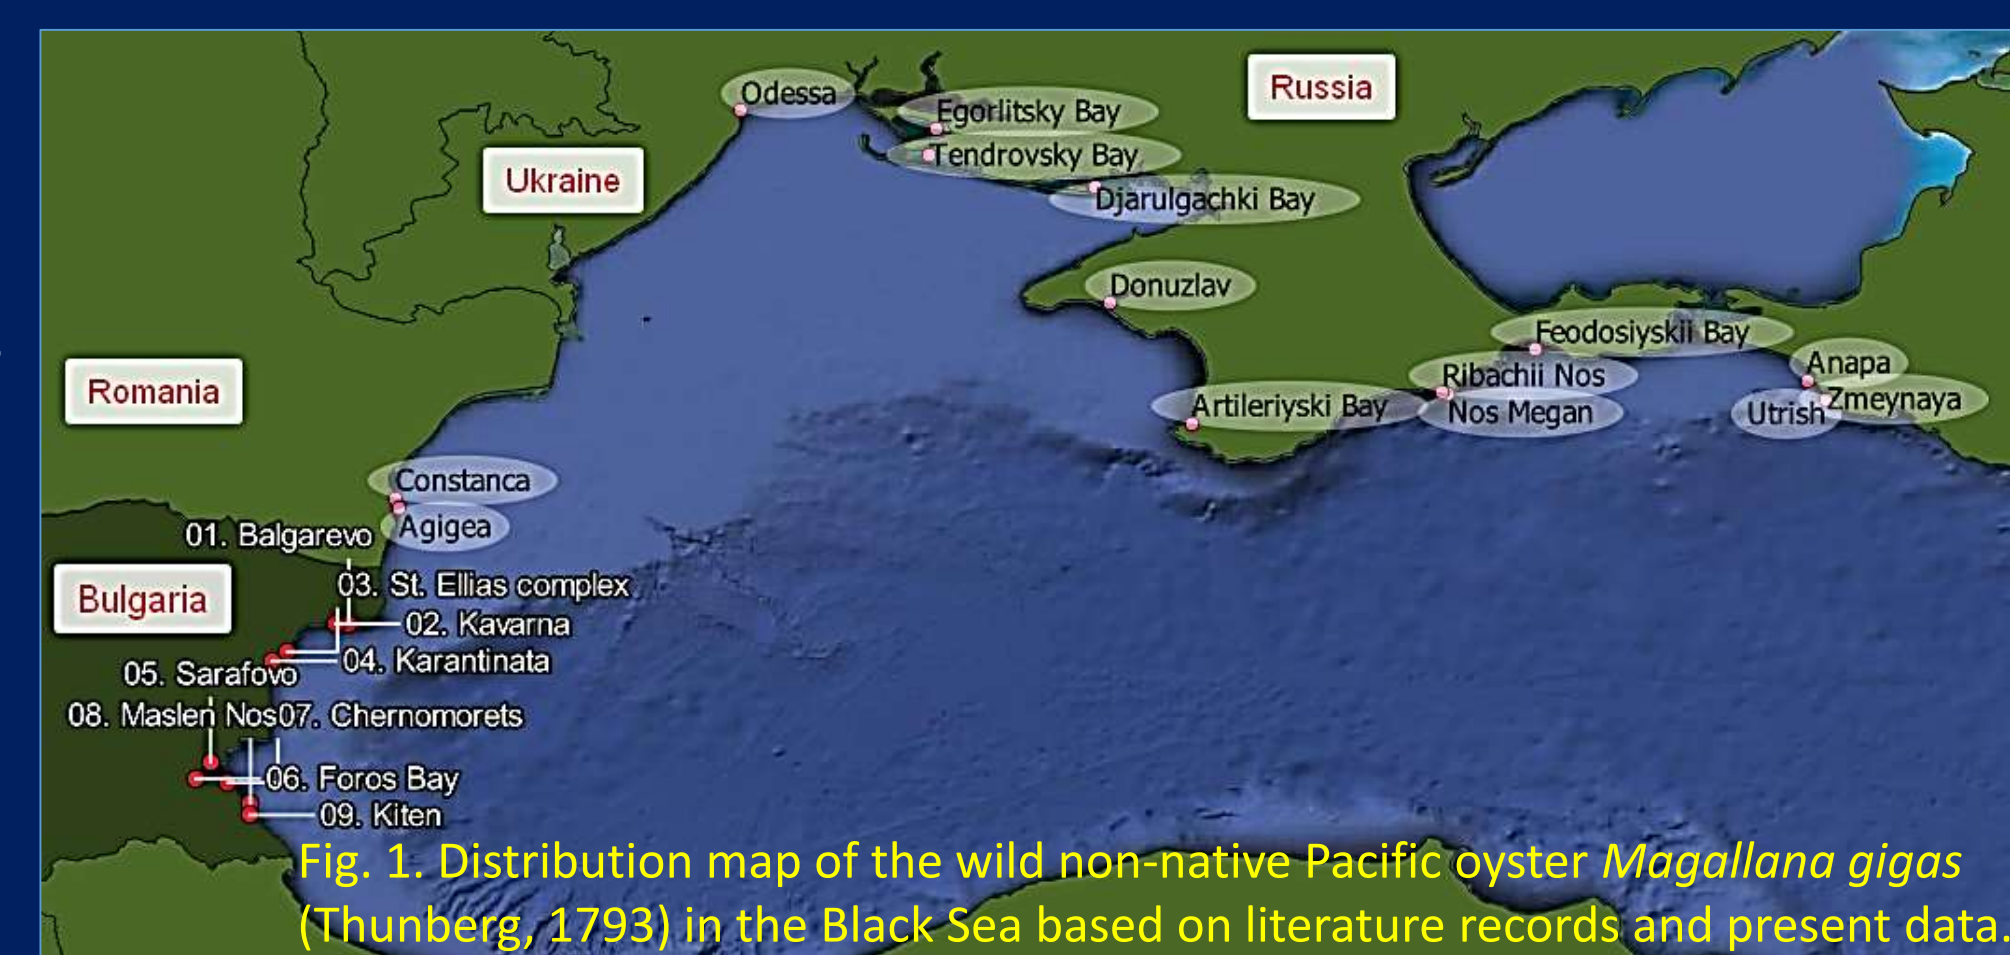 Odessa
Russia
Egorlitsky Bay
Tendrovsky Bay
Ukraine
Djarulgachki Bay
Donuzlav
Feodosiyskii Bay
Anapa
Ribachii Nos
Romania
Zmeynaya
Artileriyski Bay
Nos Megan
Utrish
Constanca
Agigea
01. Balgarevo
03. St. Ellias complex
Bulgaria
02. Kavarna
04. Karantinata
05. Sarafovo
08. Maslen Nos
07. Chernomorets
06. Foros Bay
09. Kiten
Fig. 1. Distribution map of the wild non-native Pacific oyster Magallana gigas
(Thunberg, 1793) in the Black Sea based on literature records and present data.